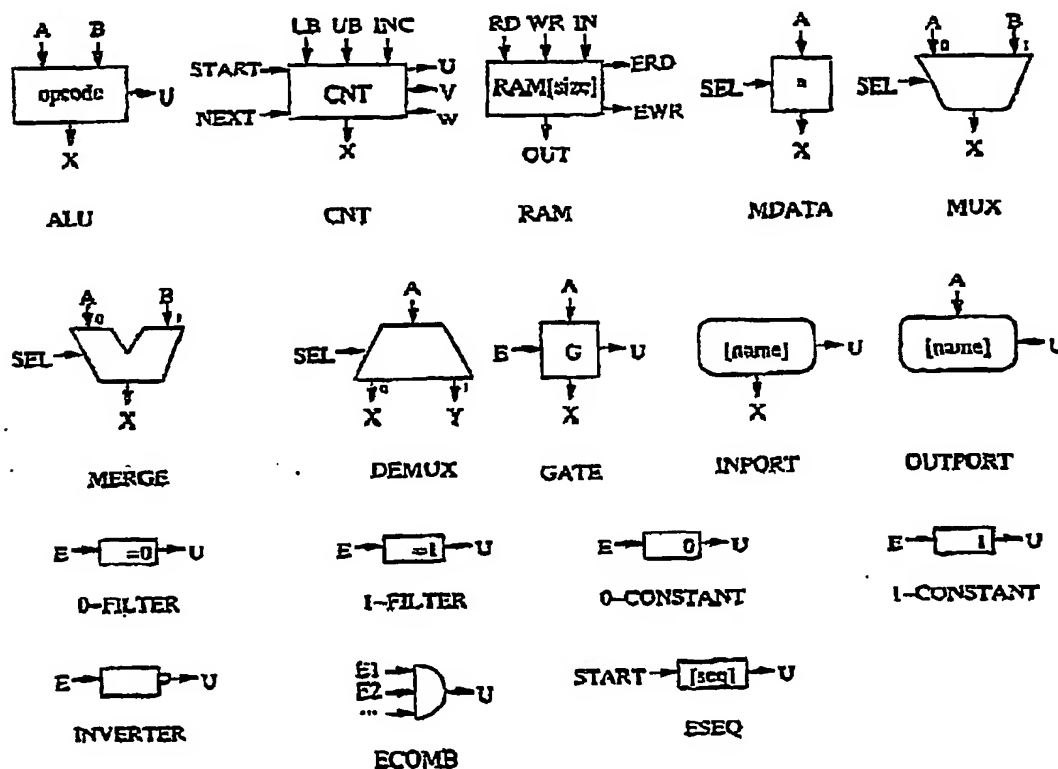 LB UB INC
A B
RD WR IN
A
A B
0 1
START
U
ERD
opcode
U
CNT
V
RAM[size]
SEL
n
SEL
NEXT
W
EWR
X
X
OUT
X
X
ALU
CNT
RAM
MDATA
MUX
A B
0 1
A
A
A
SEL
SEL
E
G
U
[name]
U
[name]
U
0 1
X
X Y
X
X
MERGE
DEMUX
GATE
INPORT
OUTPORT
E =0 U
E =1 U
E 0 U
E 1 U
0-FILTER
1-FILTER
0-CONSTANT
1-CONSTANT
E U
E1
E2
...
U
START [seq] U
INVERTER
ECOMB
ESEQ